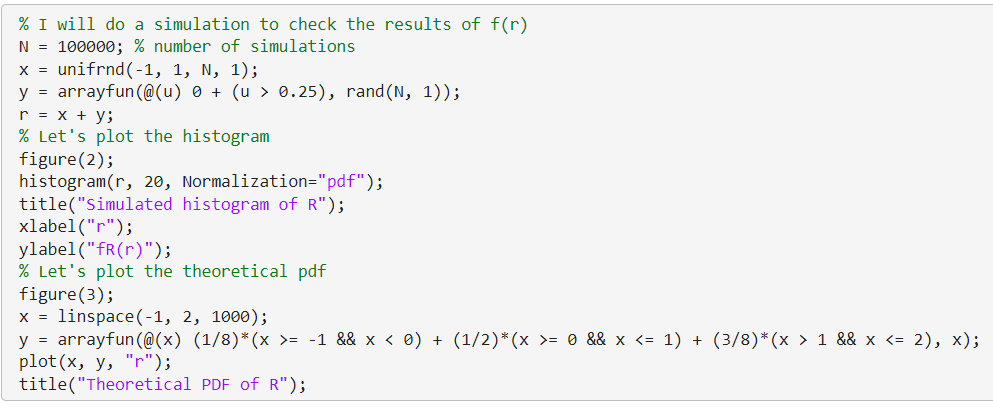 % I will do a simulation to check the results of f(r)
N = 100000; % number of simulations
x = unifrnd(-1, 1, N, 1);
y = arrayfun(@(u) 0 + (u > 0.25), rand(N, 1));
r = x + y;
% Let's plot the histogram
figure(2);
histogram(r, 20, Normalization="pdf");
title("Simulated histogram of R");
xlabel("r");
ylabel("fR(r)");
% Let's plot the theoretical pdf
figure(3);
x = linspace(-1, 2, 1000);
y = arrayfun(@(x) (1/8)*(x >= -1 && x < 0) + (1/2)*(x >= 0 && x <= 1) + (3/8)*(x > 1 && x <= 2), x);
plot(x, y, "r");
title("Theoretical PDF of R");